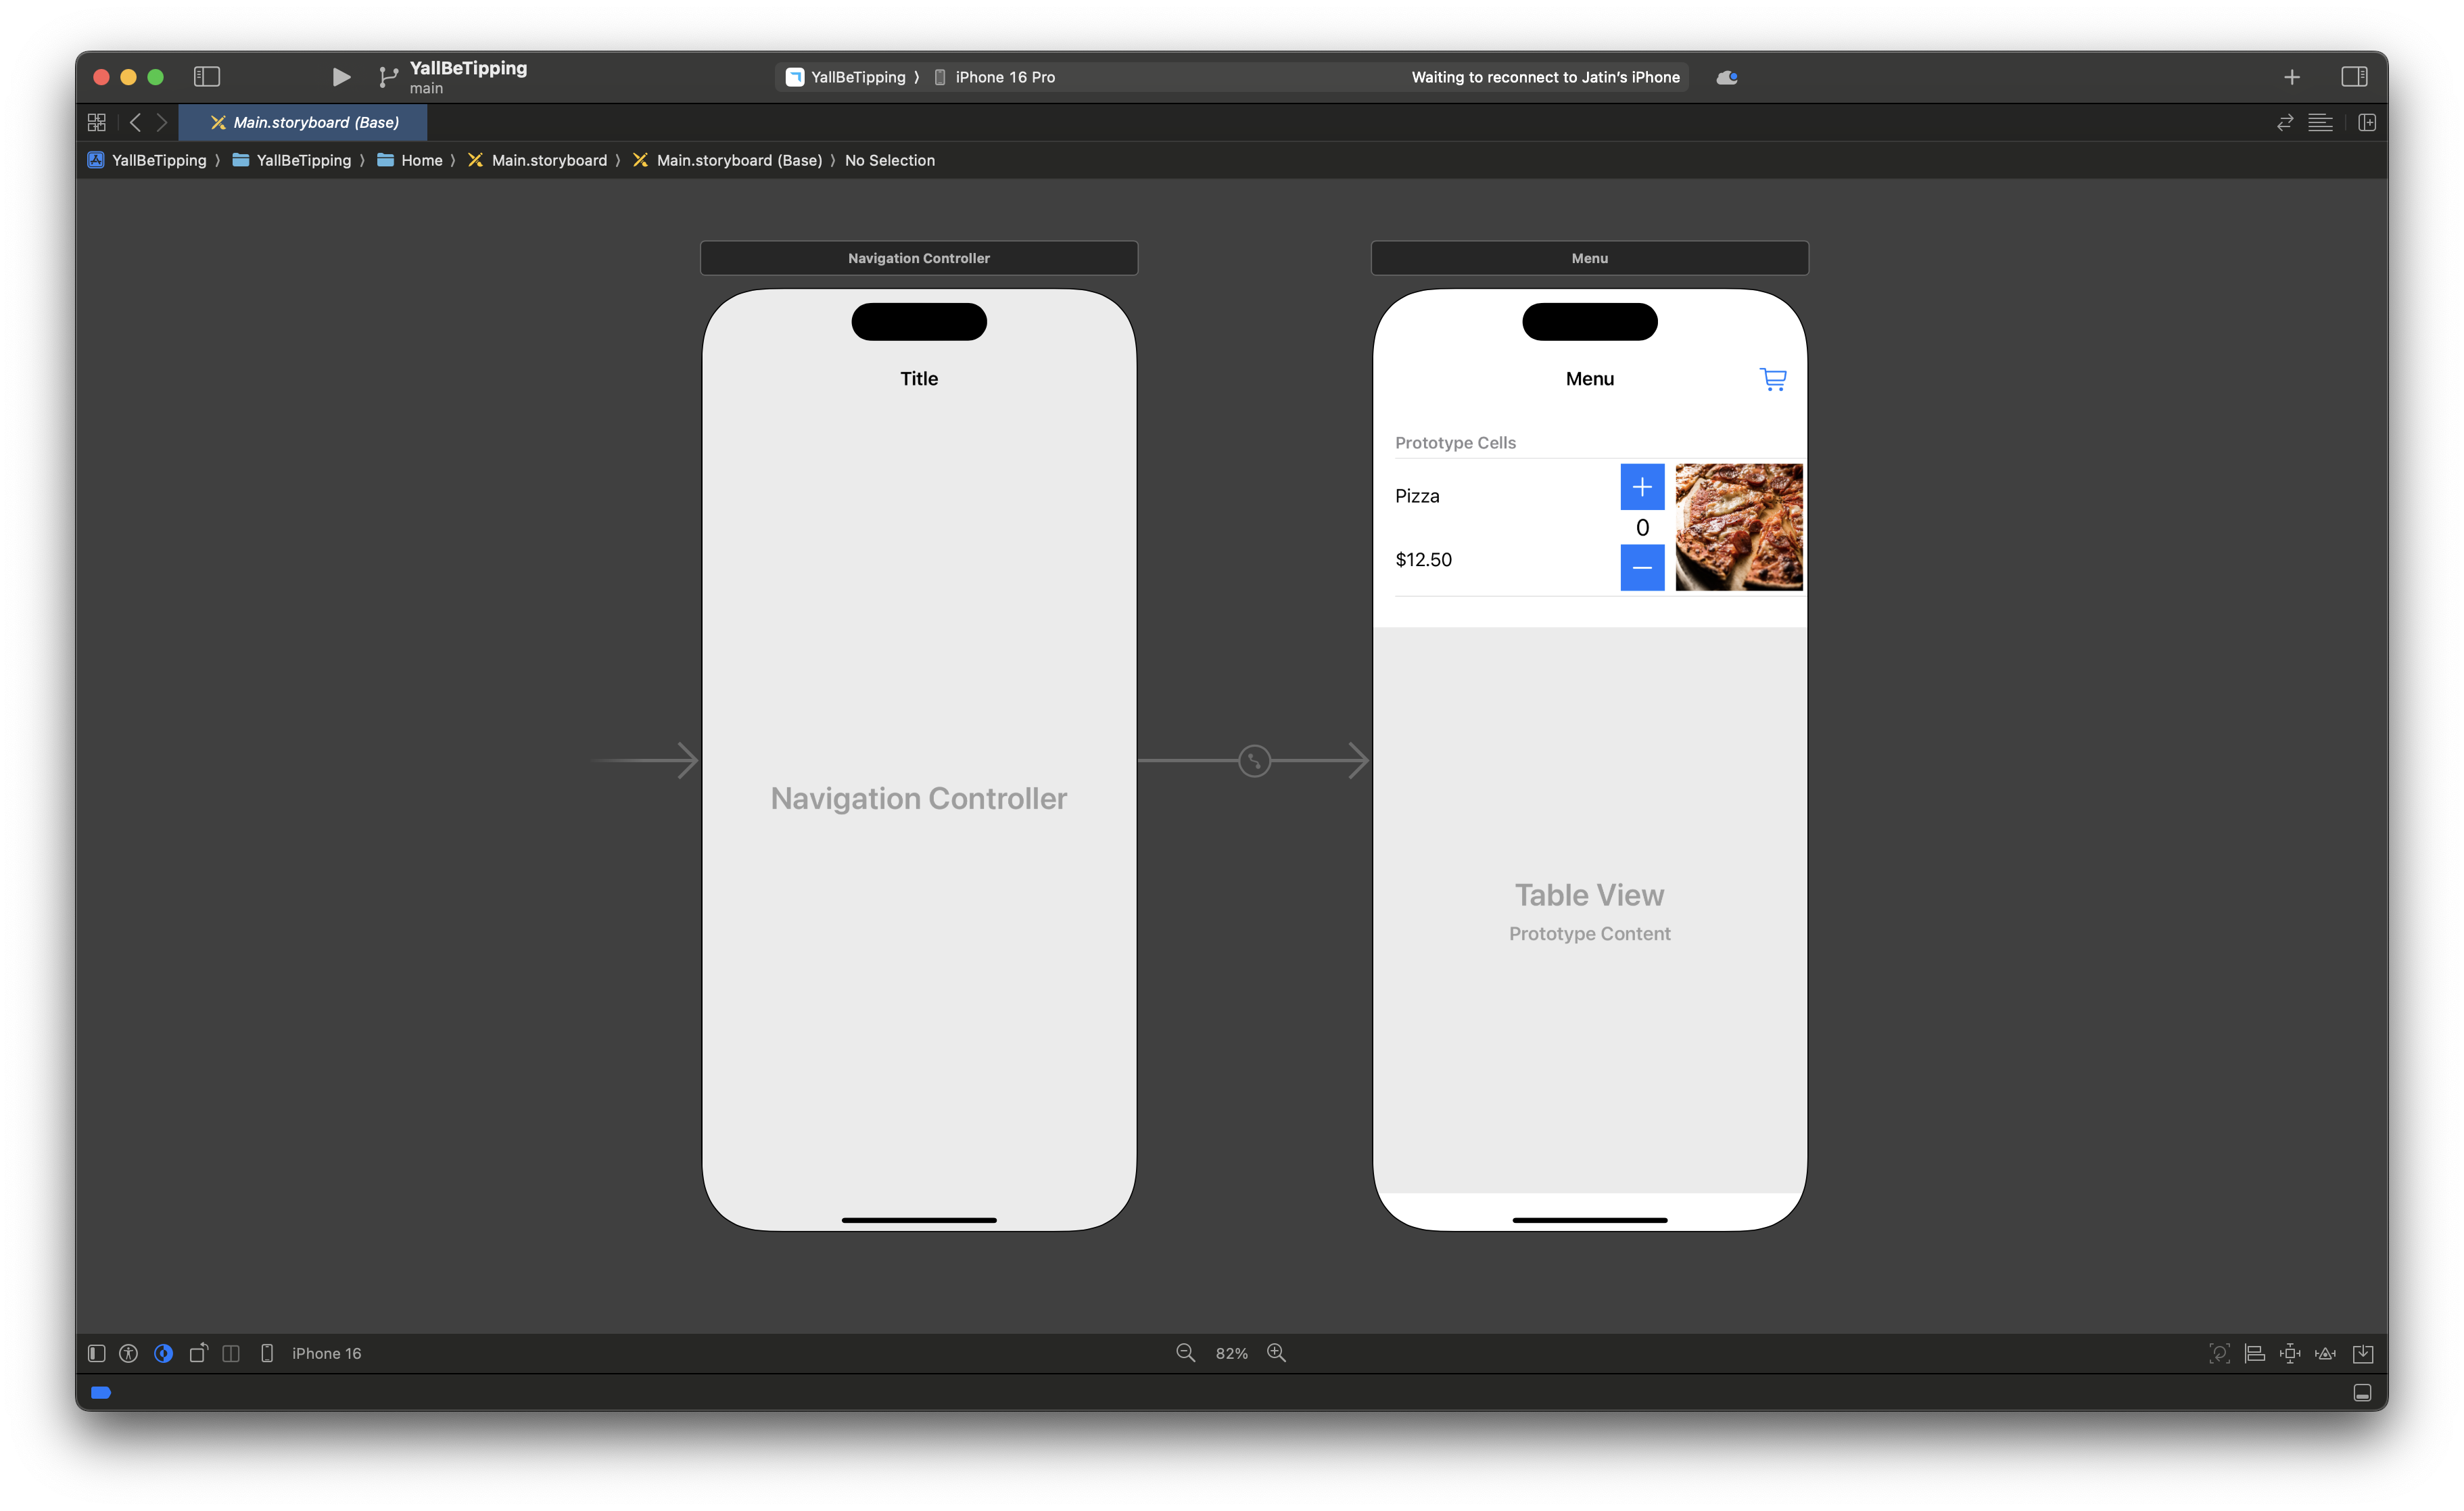 YallBeTipping
main
YallBeTipping 〉 iPhone 16 Pro
Waiting to reconnect to Jatin’s iPhone
Main.storyboard (Base)
YallBeTipping 〉 YallBeTipping 〉 Home 〉 Main.storyboard 〉 Main.storyboard (Base) 〉 No Selection
Navigation Controller
Title
Navigation Controller
Menu
Menu
Prototype Cells
Pizza
0
$12.50
Table View
Prototype Content
iPhone 16
82%